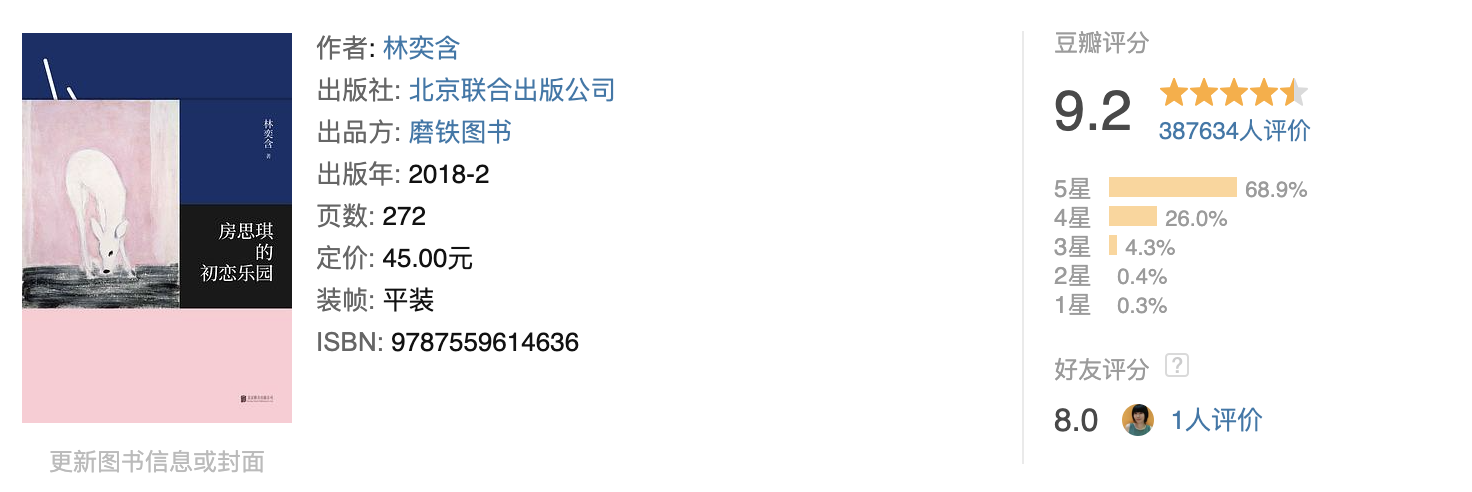 林奕含 著
房思琪
的
初恋乐园
更新图书信息或封面
作者: 林奕含
出版社: 北京联合出版公司
出品方: 磨铁图书
出版年: 2018-2
页数: 272
定价: 45.00元
装帧: 平装
ISBN: 9787559614636
豆瓣评分
9.2
387634人评价
5星 68.9%
4星 26.0%
3星 4.3%
2星 0.4%
1星 0.3%
好友评分 ?
8.0 1人评价